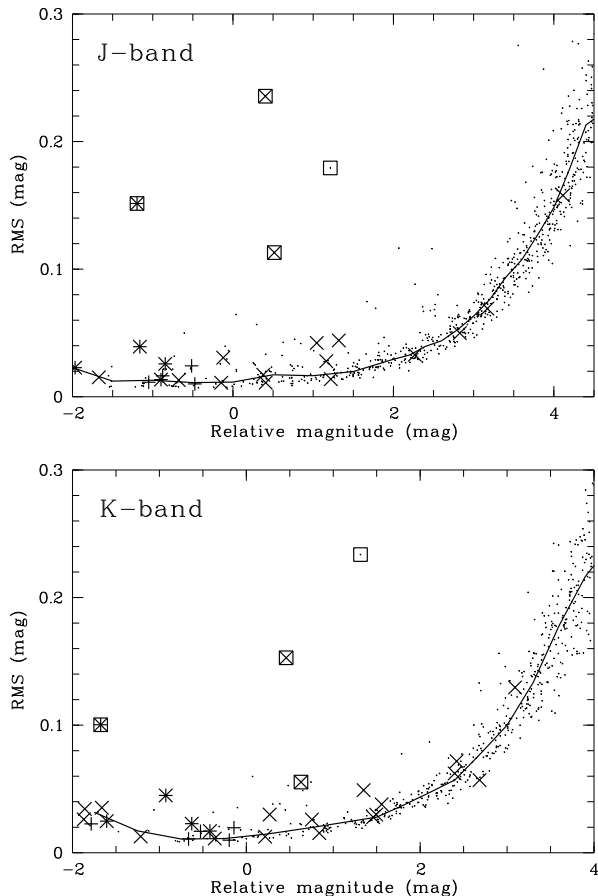 0.3
J-band
0.2
RMS (mag)
0.1
0
-2 0 2 4
Relative magnitude (mag)
0.3
K-band
0.2
RMS (mag)
0.1
0
-2 0 2 4
Relative magnitude (mag)